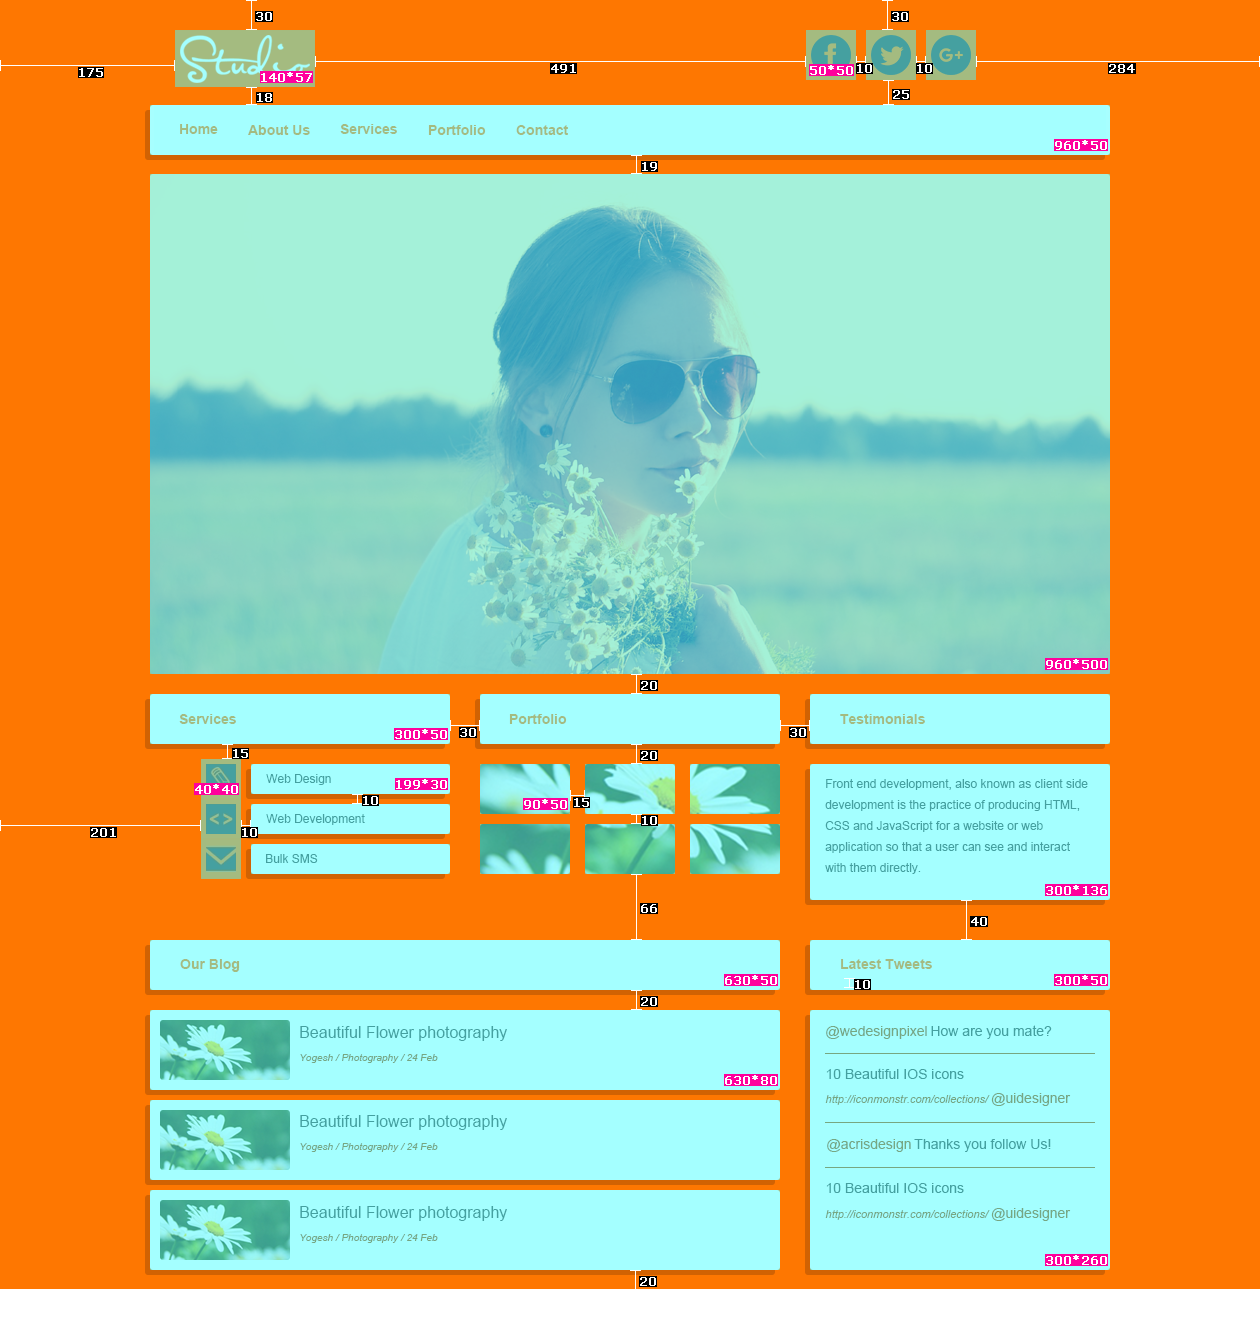 30
30
Studio
175
140*57
491
50*50
10
10
284
18
25
Home About Us Services Portfolio Contact
960*50
19
960*500
20
Services
300*50
30
Portfolio
30
Testimonials
15
20
40*40
Web Design
199*30
10
Web Development
201
10
Bulk SMS
90*50
15
10
66
Front end development, also known as client side
development is the practice of producing HTML,
CSS and JavaScript for a website or web
application so that a user can see and interact
with them directly.
300*136
40
Our Blog
630*50
Latest Tweets
10
300*50
20
Beautiful Flower photography
Yogesh / Photography / 24 Feb
630*80
Beautiful Flower photography
Yogesh / Photography / 24 Feb
Beautiful Flower photography
Yogesh / Photography / 24 Feb
20
@wedesignpixel How are you mate?
10 Beautiful IOS icons
http://iconmonstr.com/collections/ @uidesigner
@acrisdesign Thanks you follow Us!
10 Beautiful IOS icons
http://iconmonstr.com/collections/ @uidesigner
300*260